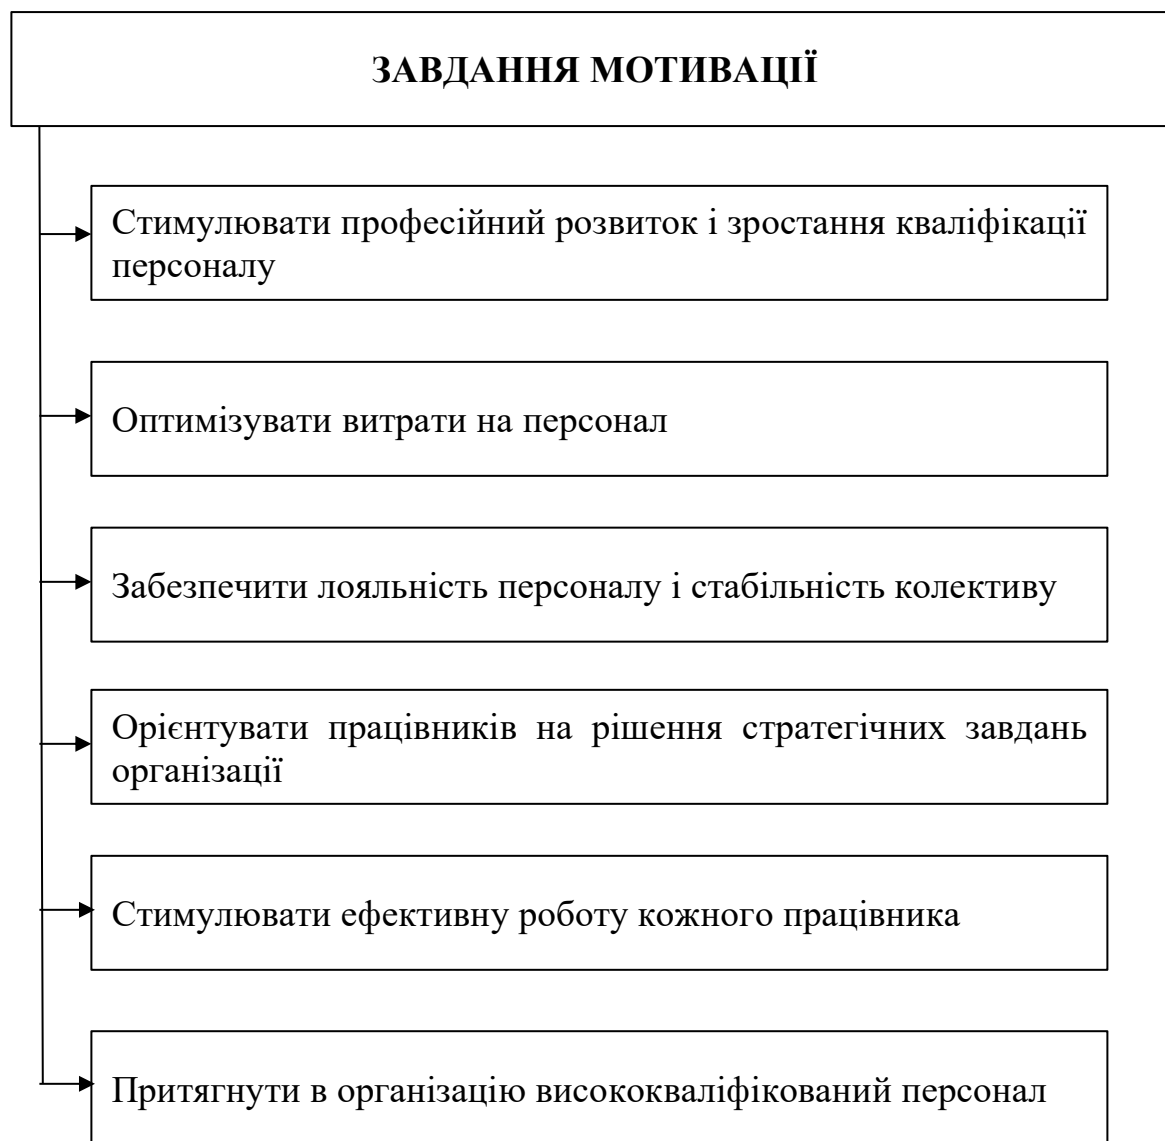 ЗАВДАННЯ МОТИВАЦІЇ
Стимулювати професійний розвиток і зростання кваліфікації
персоналу
Оптимізувати витрати на персонал
Забезпечити лояльність персоналу і стабільність колективу
Орієнтувати працівників на рішення стратегічних завдань
організації
Стимулювати ефективну роботу кожного працівника
Притягнути в організацію висококваліфікований персонал